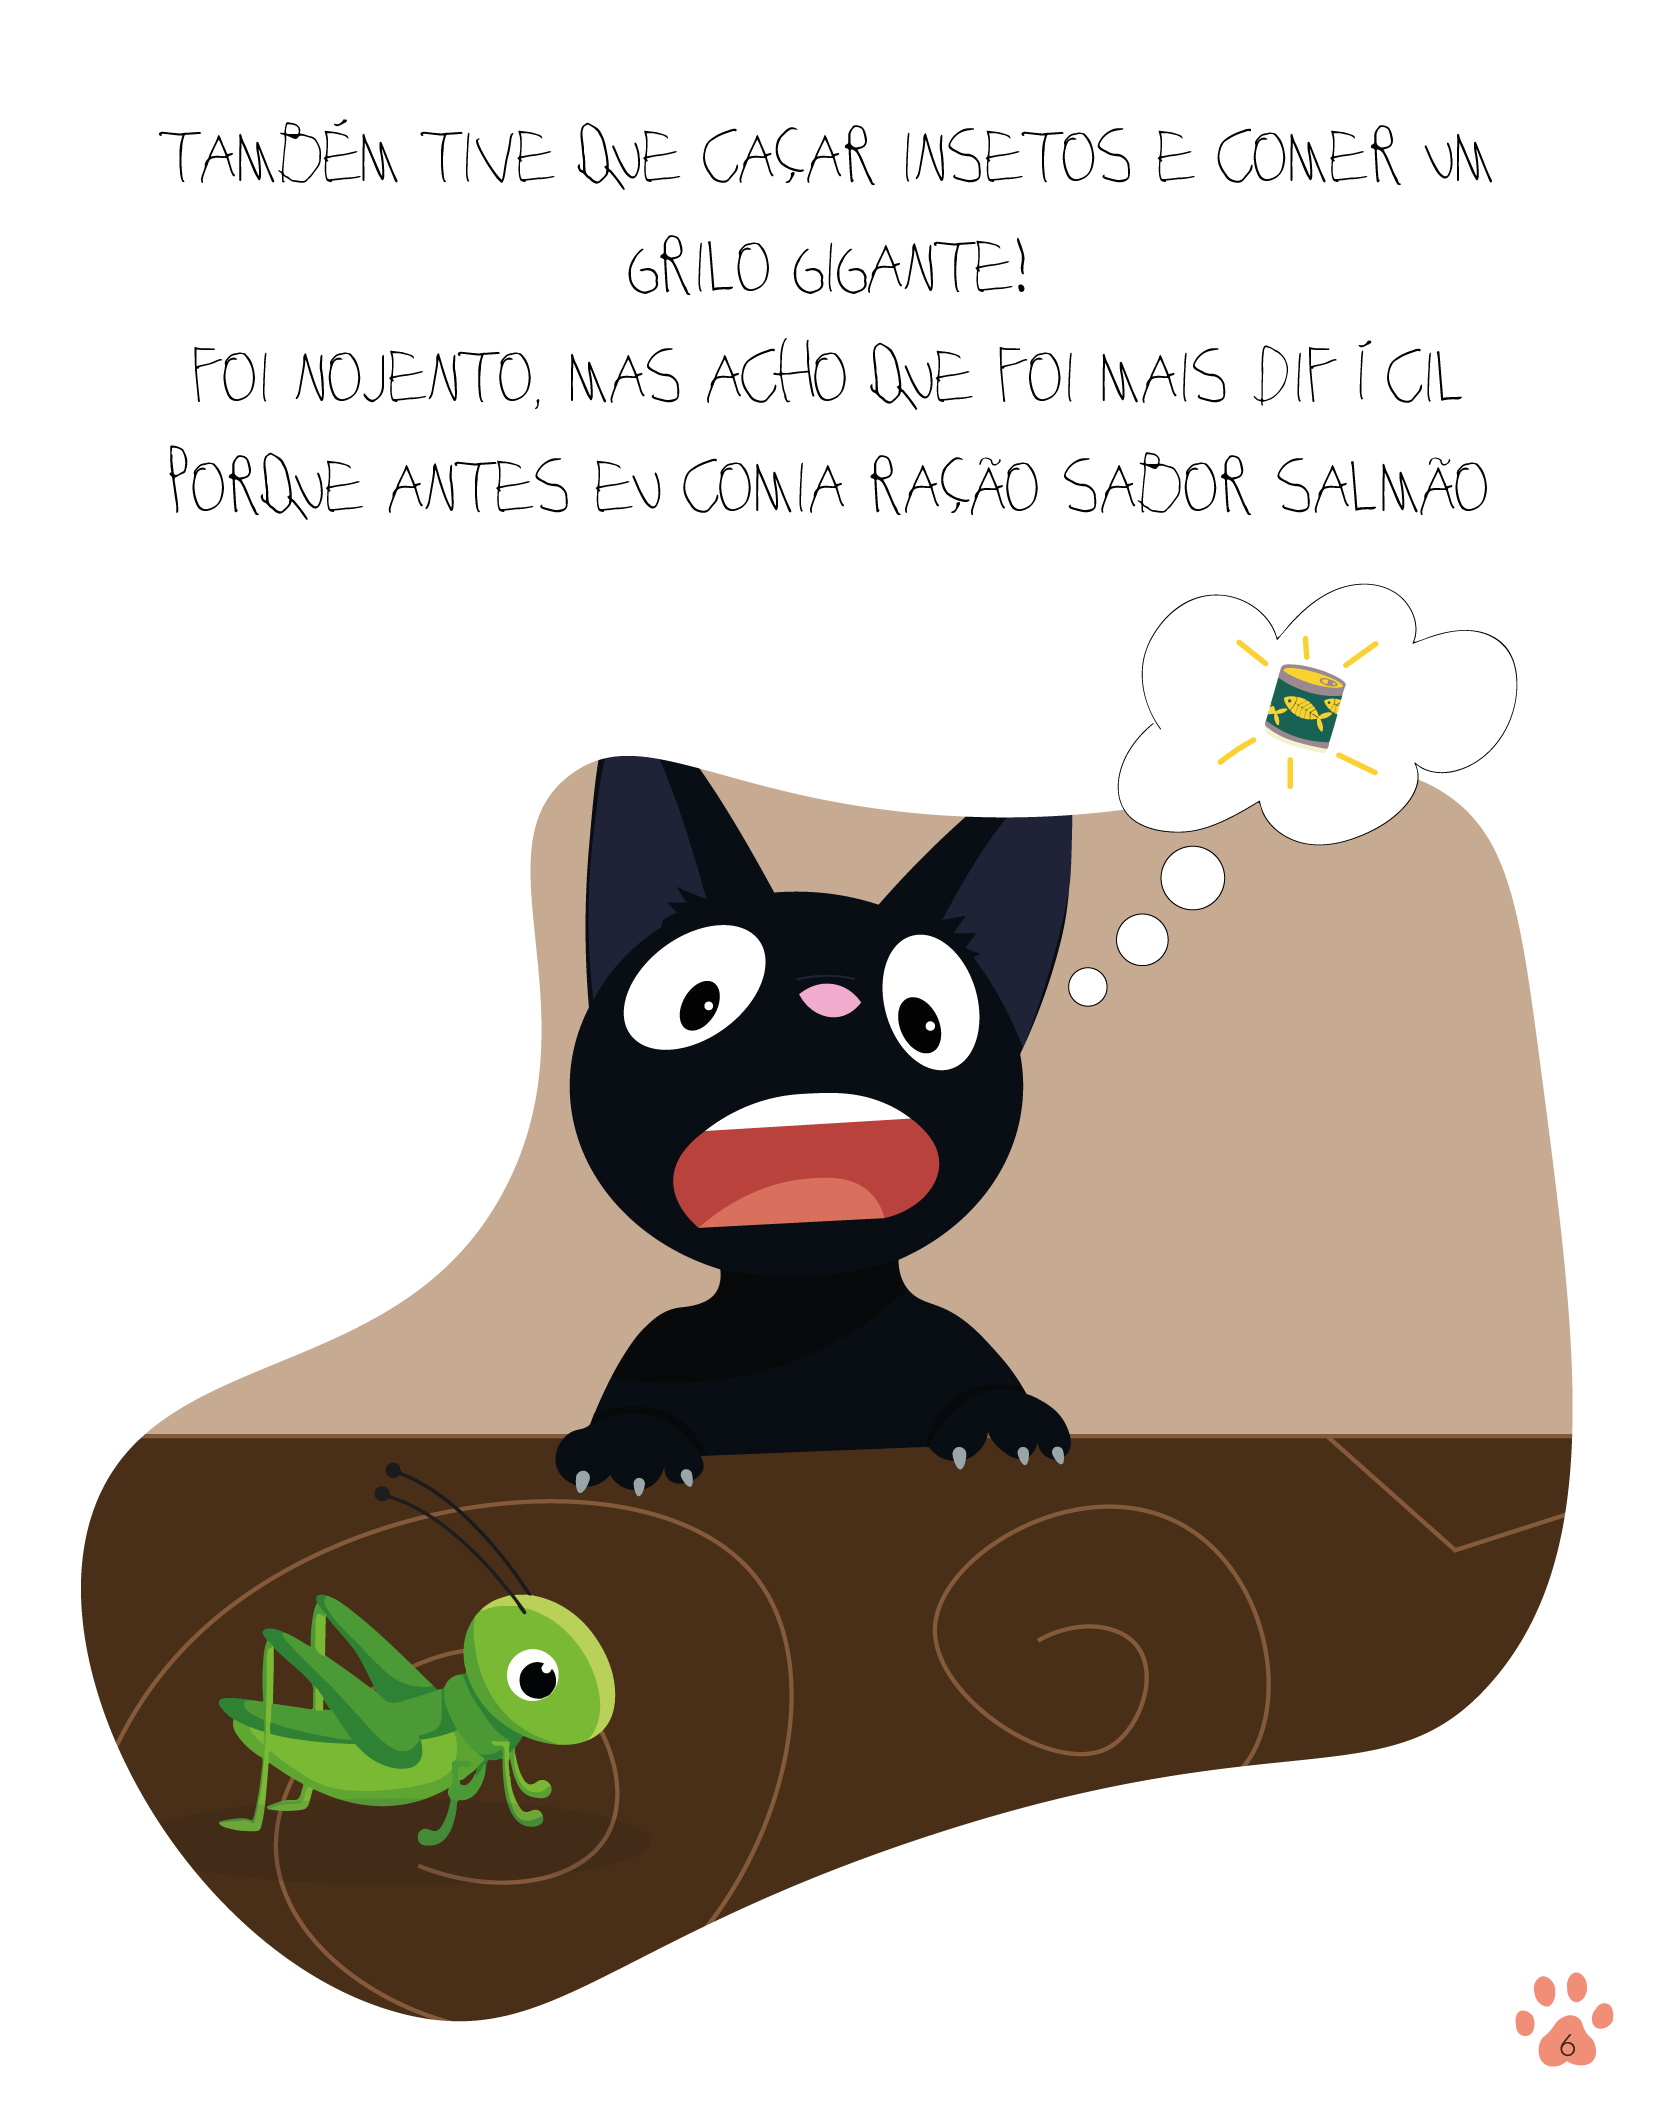 TAMBÉM TIVE QUE CAÇAR INSETOS E COMER UM
GRILO GIGANTE!
FOI NOJENTO, MAS ACHO QUE FOI MAIS DIFÍCIL
PORQUE ANTES EU COMIA RAÇÃO SABOR SALMÃO
6